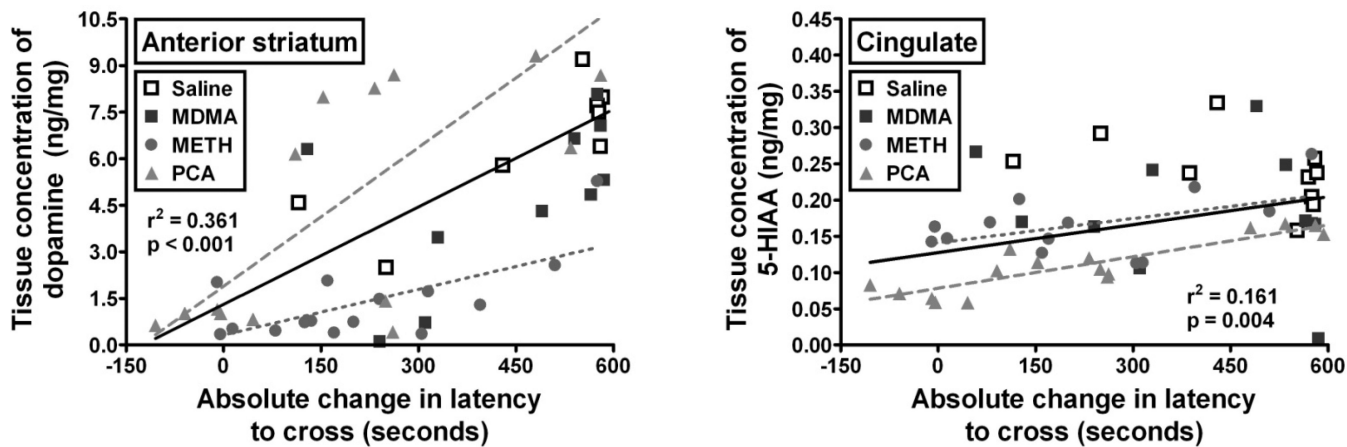 Tissue concentration of
dopamine (ng/mg)
10.5
9.0
7.5
6.0
4.5
3.0
1.5
0.0
Anterior striatum
Saline
MDMA
METH
PCA
r² = 0.361
p < 0.001
-150
0
150
300
450
600
Absolute change in latency
to cross (seconds)
Tissue concentration of
5-HIAA (ng/mg)
0.45
0.40
0.35
0.30
0.25
0.20
0.15
0.10
0.05
0.00
Cingulate
Saline
MDMA
METH
PCA
r² = 0.161
p = 0.004
-150
0
150
300
450
600
Absolute change in latency
to cross (seconds)